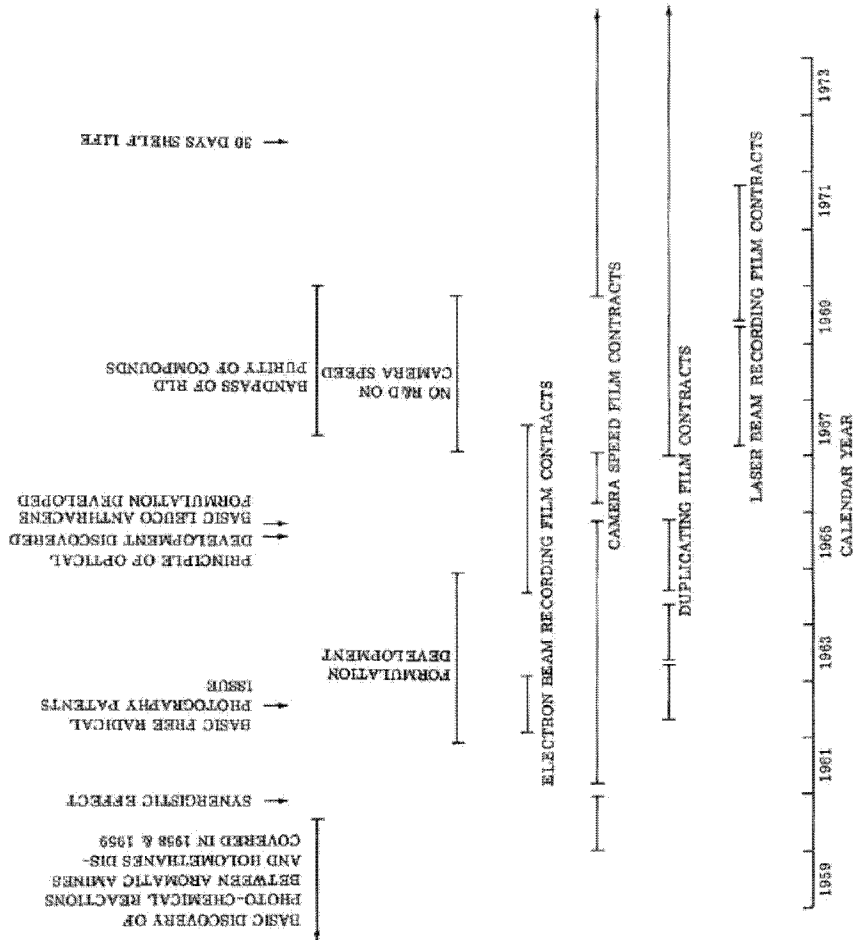 BASIC DISCOVERY OF
PHOTO-CHEMICAL REACTIONS
BETWEEN AROMATIC AMINES
AND HOLOMETHANES DIS-
COVERED IN 1958 & 1959
SYNERGISTIC EFFECT
BASIC FREE RADICAL
PHOTOGRAPHY PATENTS
ISSUE
PRINCIPLE OF OPTICAL
DEVELOPMENT DISCOVERED
BASIC LEUCO ANTHRACENE
FORMULATION DEVELOPED
BANDPASS OF RLD
PURITY OF COMPOUNDS
30 DAYS SHELF LIFE
FORMULATION
DEVELOPMENT
NO R&D ON
CAMERA SPEED
ELECTRON BEAM RECORDING FILM CONTRACTS
CAMERA SPEED FILM CONTRACTS
DUPLICATING FILM CONTRACTS
LASER BEAM RECORDING FILM CONTRACTS
1959
1961
1963
1965
1967
1969
1971
1973
CALENDAR YEAR